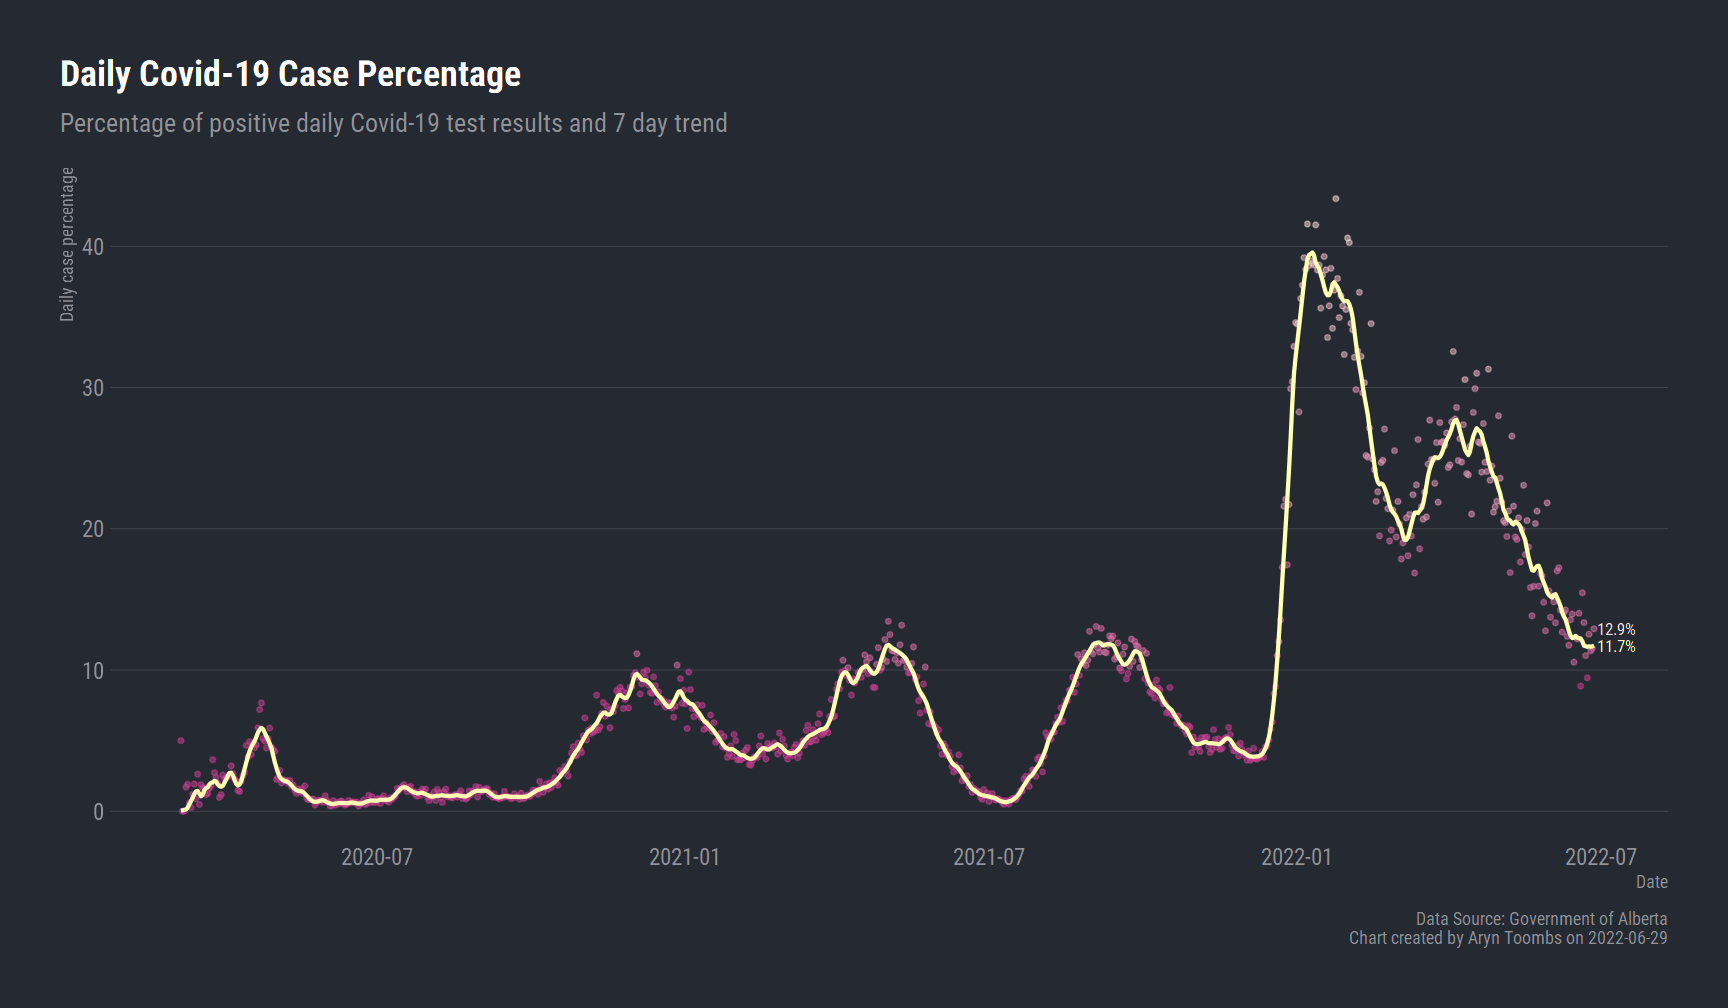 Daily Covid-19 Case Percentage
Percentage of positive daily Covid-19 test results and 7 day trend
Daily case percentage
40
30
20
10
0
12.9%
11.7%
2020-07
2021-01
2021-07
2022-01
2022-07
Date
Data Source: Government of Alberta
Chart created by Aryn Toombs on 2022-06-29